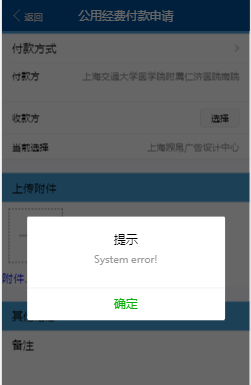 返回 公用经费付款申请
付款方式
付款方 上海交通大学医学院附属仁济医院南院
收款方 选择
当前选择 上海照晃广告设计中心
上传附件
提示
System error!
附件
确定
其他
备注